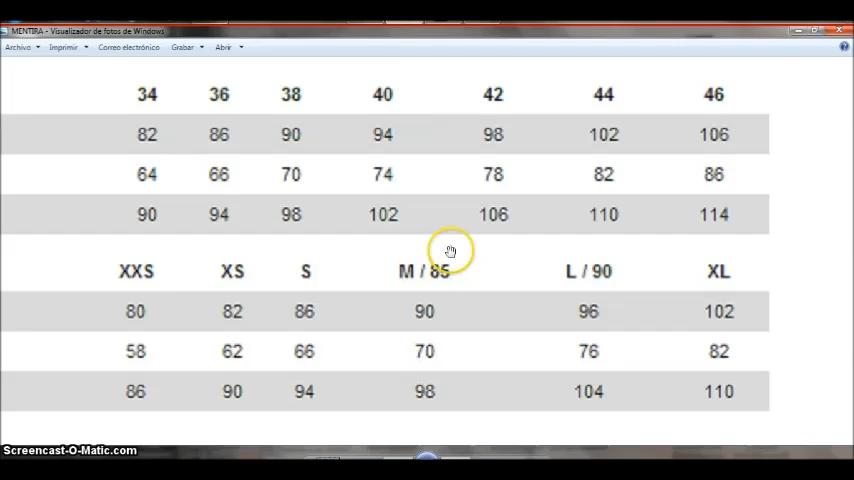 MENTIRA - Visualizador de fotos de Windows
Archivo Imprimir Correo electrónico Grabar Abrir
34 36 38 40 42 44 46
82 86 90 94 98 102 106
64 66 70 74 78 82 86
90 94 98 102 106 110 114
XXS XS S M / 85 L / 90 XL
80 82 86 90 96 102
58 62 66 70 76 82
86 90 94 98 104 110
Screencast-O-Matic.com